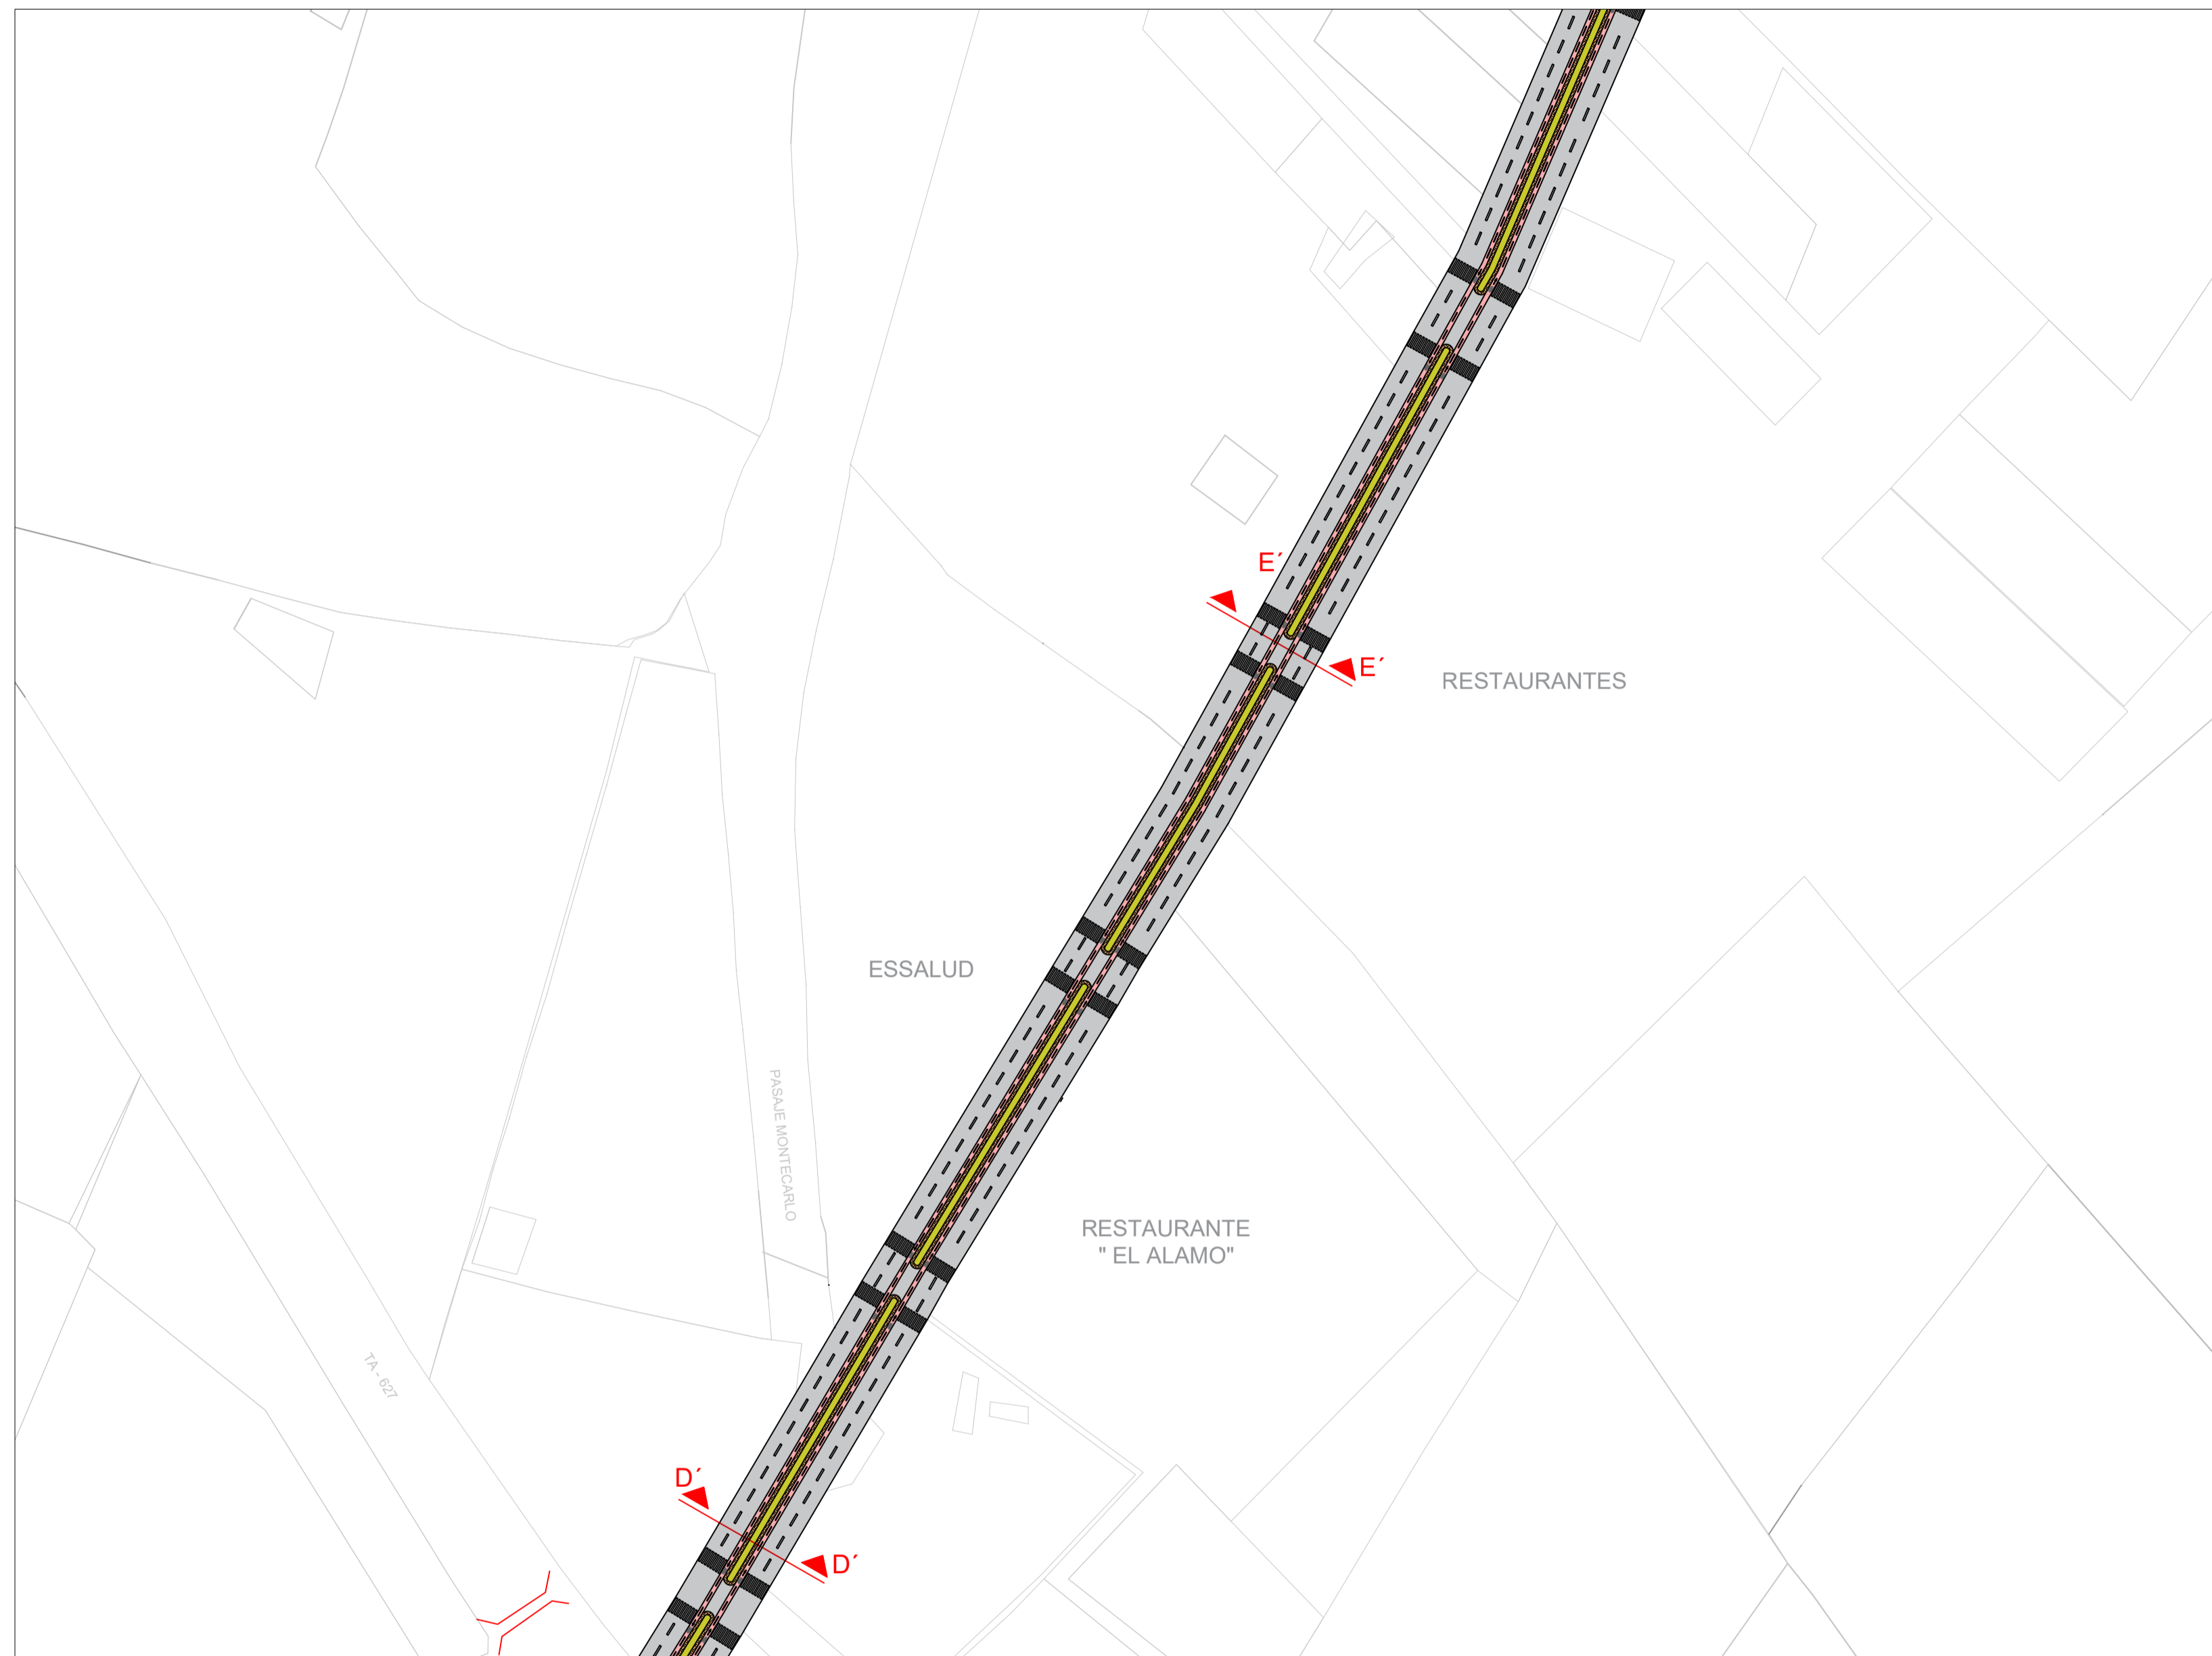 E´
E´
RESTAURANTES
ESSALUD
PASAJE MONTECARLO
RESTAURANTE
" EL ALAMO"
TA - 627
D´
D´